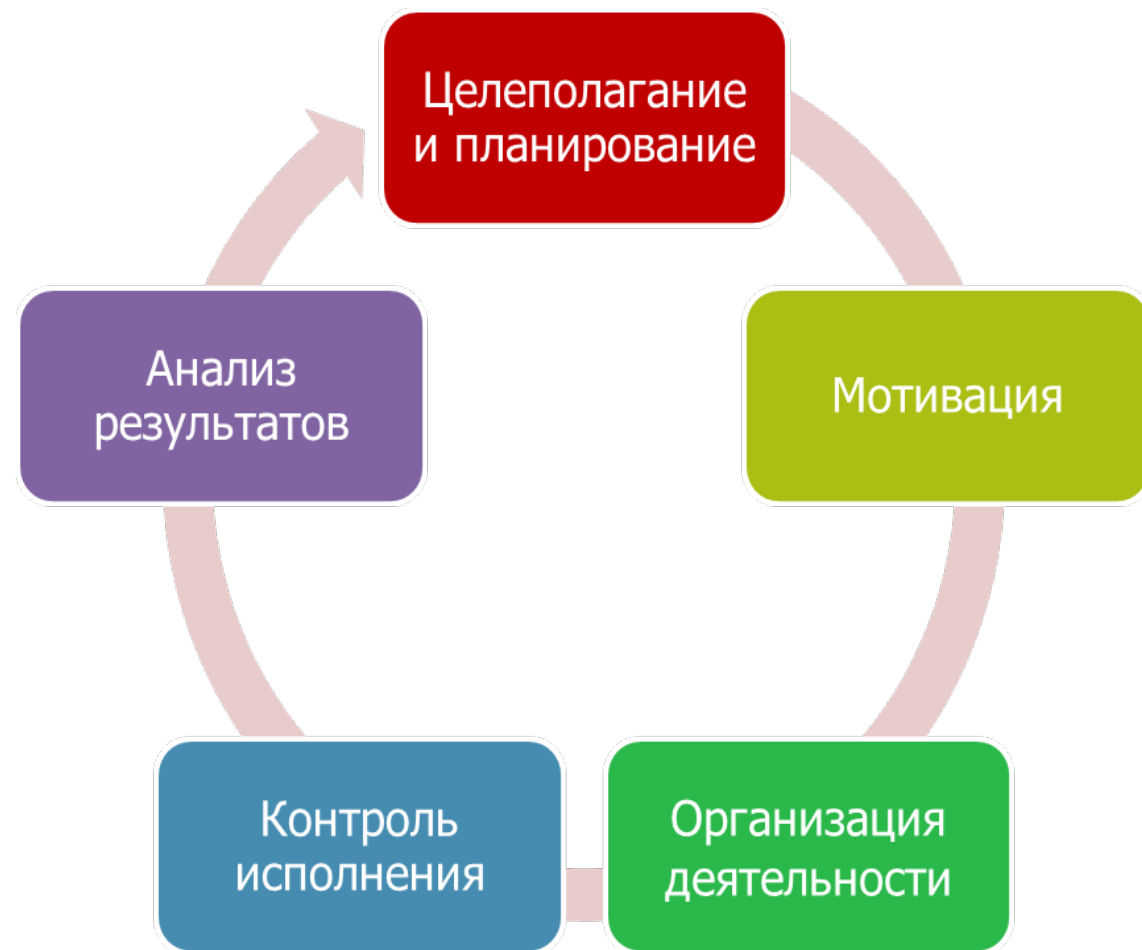 Целеполагание
и планирование
Мотивация
Организация
деятельности
Контроль
исполнения
Анализ
результатов